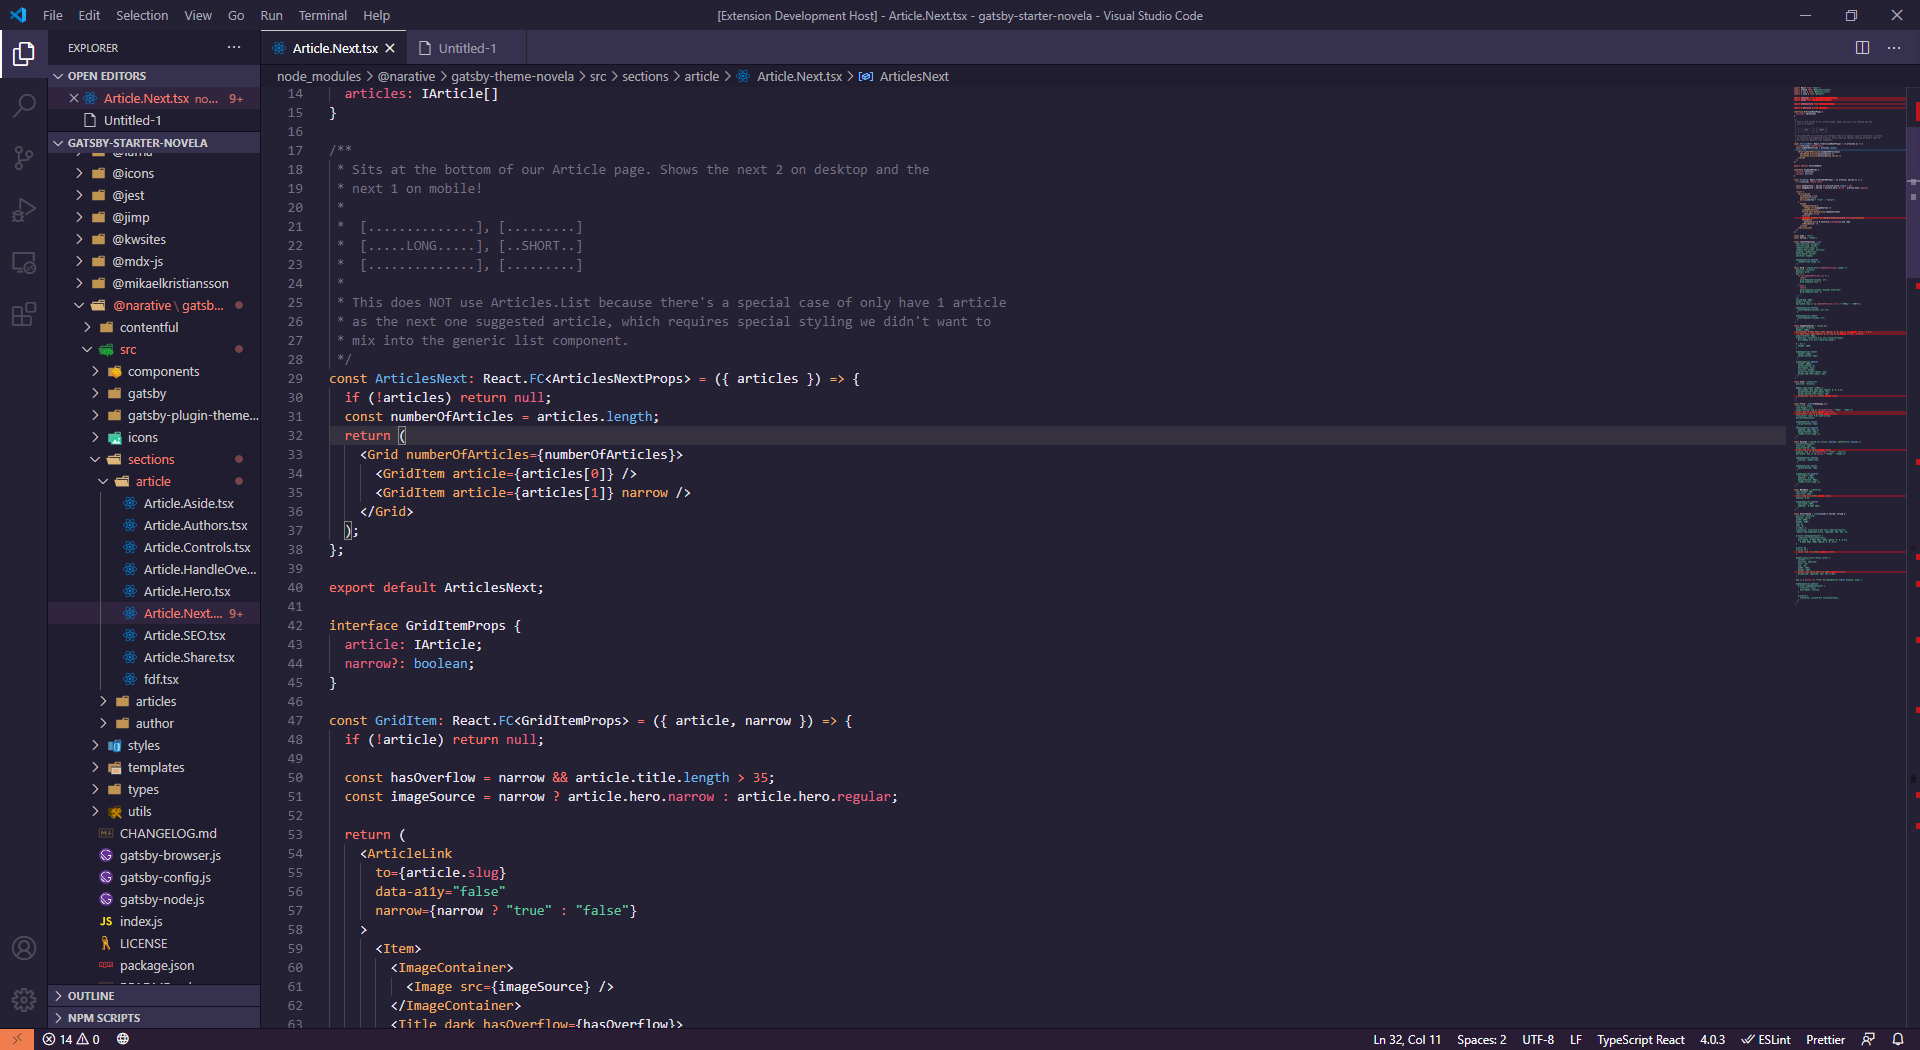 File Edit Selection View Go Run Terminal Help
[Extension Development Host] - Article.Next.tsx - gatsby-starter-novela - Visual Studio Code
EXPLORER
OPEN EDITORS
Article.Next.tsx no... 9+
Untitled-1
GATSBY-STARTER-NOVELA
@icons
@jest
@jimp
@kwsites
@mdx-js
@mikaelkristiansson
@narative \ gatsb...
contentful
src
components
gatsby
gatsby-plugin-theme...
icons
sections
article
Article.Aside.tsx
Article.Authors.tsx
Article.Controls.tsx
Article.HandleOve...
Article.Hero.tsx
Article.Next.... 9+
Article.SEO.tsx
Article.Share.tsx
fdf.tsx
articles
author
styles
templates
types
utils
CHANGELOG.md
gatsby-browser.js
gatsby-config.js
gatsby-node.js
JS index.js
LICENSE
package.json
OUTLINE
NPM SCRIPTS
Article.Next.tsx
Untitled-1
node_modules > @narative > gatsby-theme-novela > src > sections > article > Article.Next.tsx > ArticlesNext
14 articles: IArticle[]
15 }
16
17 /**
18 * Sits at the bottom of our Article page. Shows the next 2 on desktop and the
19 * next 1 on mobile!
20 *
21 * [..............], [.........]
22 * [.....LONG.....], [..SHORT..]
23 * [..............], [.........]
24 *
25 * This does NOT use Articles.List because there's a special case of only have 1 article
26 * as the next one suggested article, which requires special styling we didn't want to
27 * mix into the generic list component.
28 */
29 const ArticlesNext: React.FC<ArticlesNextProps> = ({ articles }) => {
30 if (!articles) return null;
31 const numberOfArticles = articles.length;
32 return (
33 <Grid numberOfArticles={numberOfArticles}>
34 <GridItem article={articles[0]} />
35 <GridItem article={articles[1]} narrow />
36 </Grid>
37 );
38 };
39
40 export default ArticlesNext;
41
42 interface GridItemProps {
43 article: IArticle;
44 narrow?: boolean;
45 }
46
47 const GridItem: React.FC<GridItemProps> = ({ article, narrow }) => {
48 if (!article) return null;
49
50 const hasOverflow = narrow && article.title.length > 35;
51 const imageSource = narrow ? article.hero.narrow : article.hero.regular;
52
53 return (
54 <ArticleLink
55 to={article.slug}
56 data-a11y="false"
57 narrow={narrow ? "true" : "false"}
58 >
59 <Item>
60 <ImageContainer>
61 <Image src={imageSource} />
62 </ImageContainer>
63 <Title dark hasOverflow={hasOverflow}>
14 0
Ln 32, Col 11 Spaces: 2 UTF-8 LF TypeScript React 4.0.3 ESLint Prettier